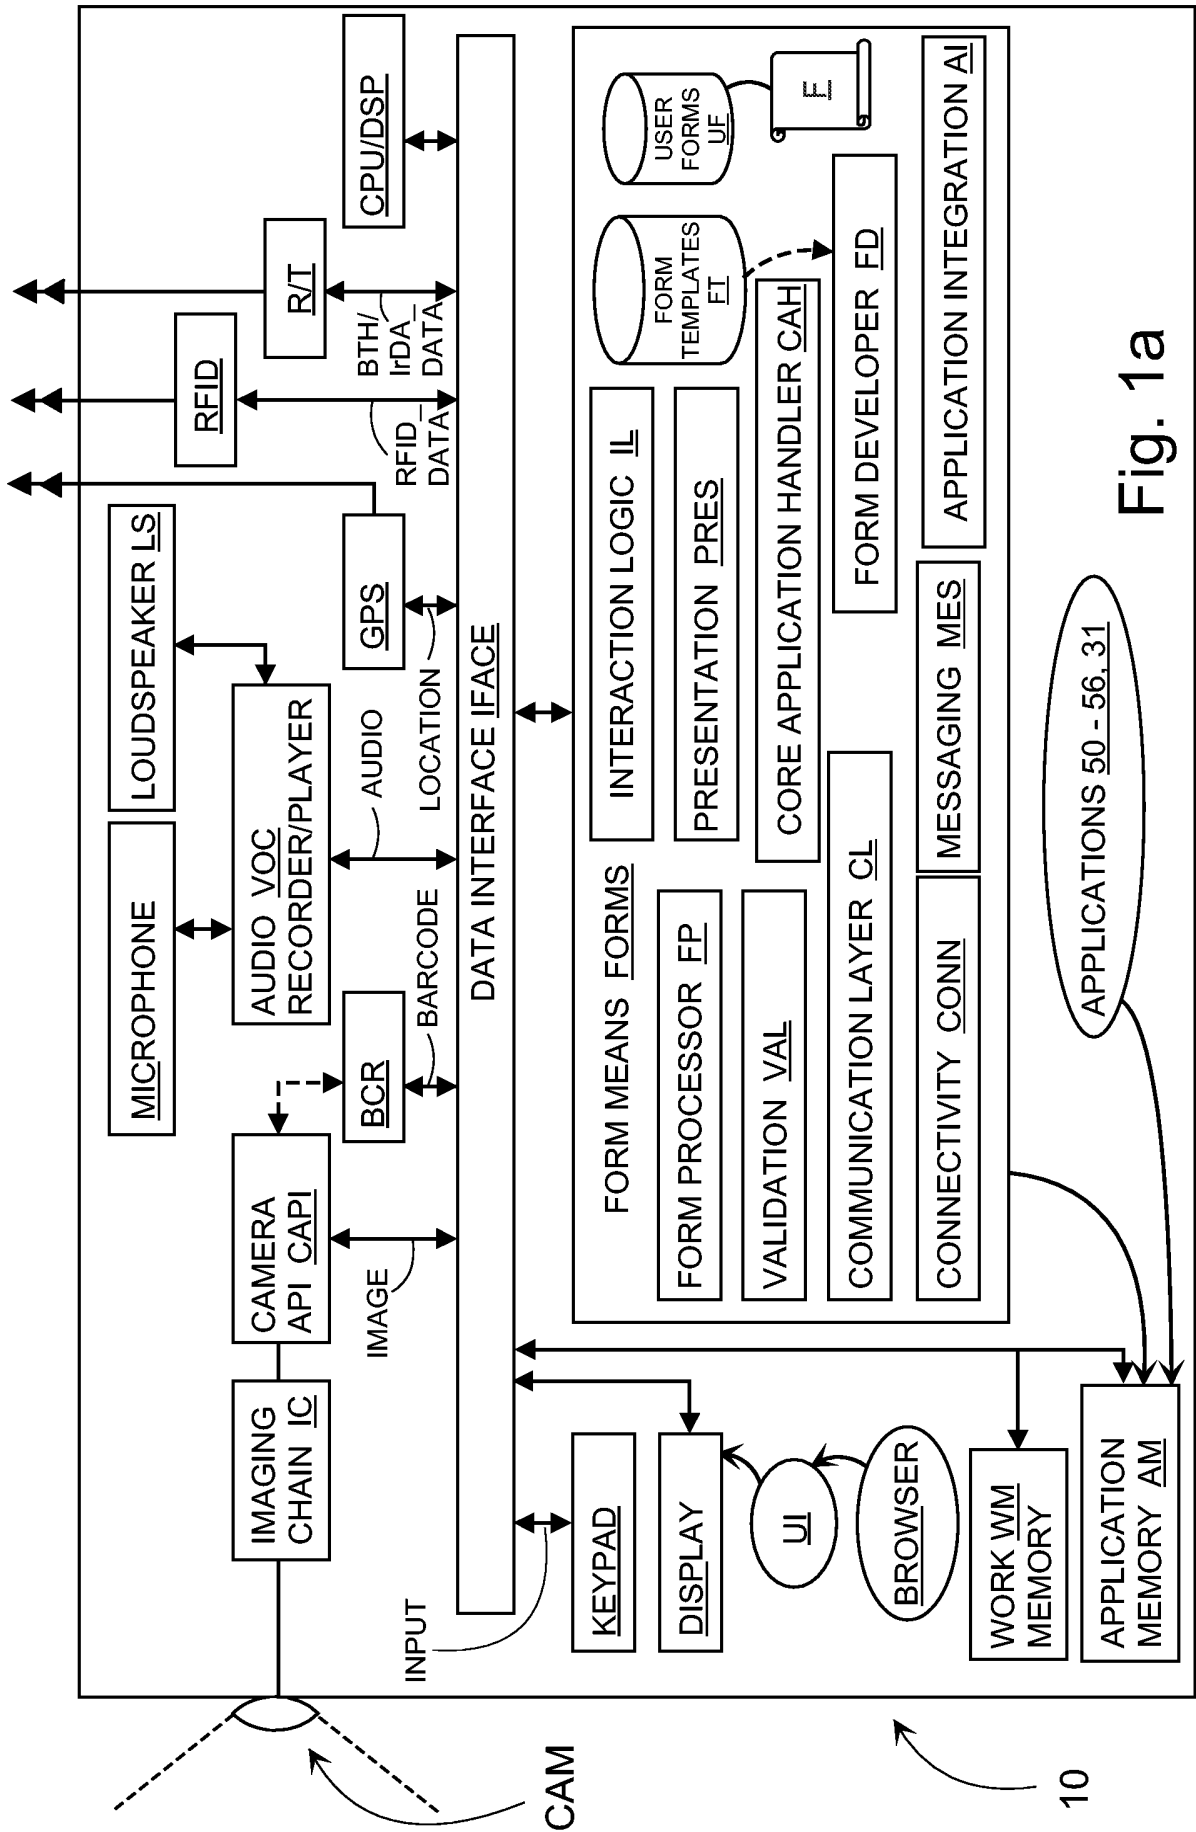 CAM
IMAGING
CHAIN IC
CAMERA
API CAPI
IMAGE
BCR
BARCODE
MICROPHONE
AUDIO VOC
RECORDER/PLAYER
AUDIO
LOUDSPEAKER LS
GPS
LOCATION
RFID
RFID_
DATA
R/T
BTH/
IrDA_
DATA
CPU/DSP
INPUT
DATA INTERFACE IFACE
KEYPAD
DISPLAY
UI
BROWSER
WORK WM
MEMORY
APPLICATION
MEMORY AM
FORM MEANS FORMS
FORM PROCESSOR FP
VALIDATION VAL
COMMUNICATION LAYER CL
CONNECTIVITY CONN
INTERACTION LOGIC IL
PRESENTATION PRES
CORE APPLICATION HANDLER CAH
FORM DEVELOPER FD
MESSAGING MES
APPLICATION INTEGRATION AI
FORM
TEMPLATES
FT
USER
FORMS
UF
F
APPLICATIONS 50 - 56, 31
10
Fig. 1a